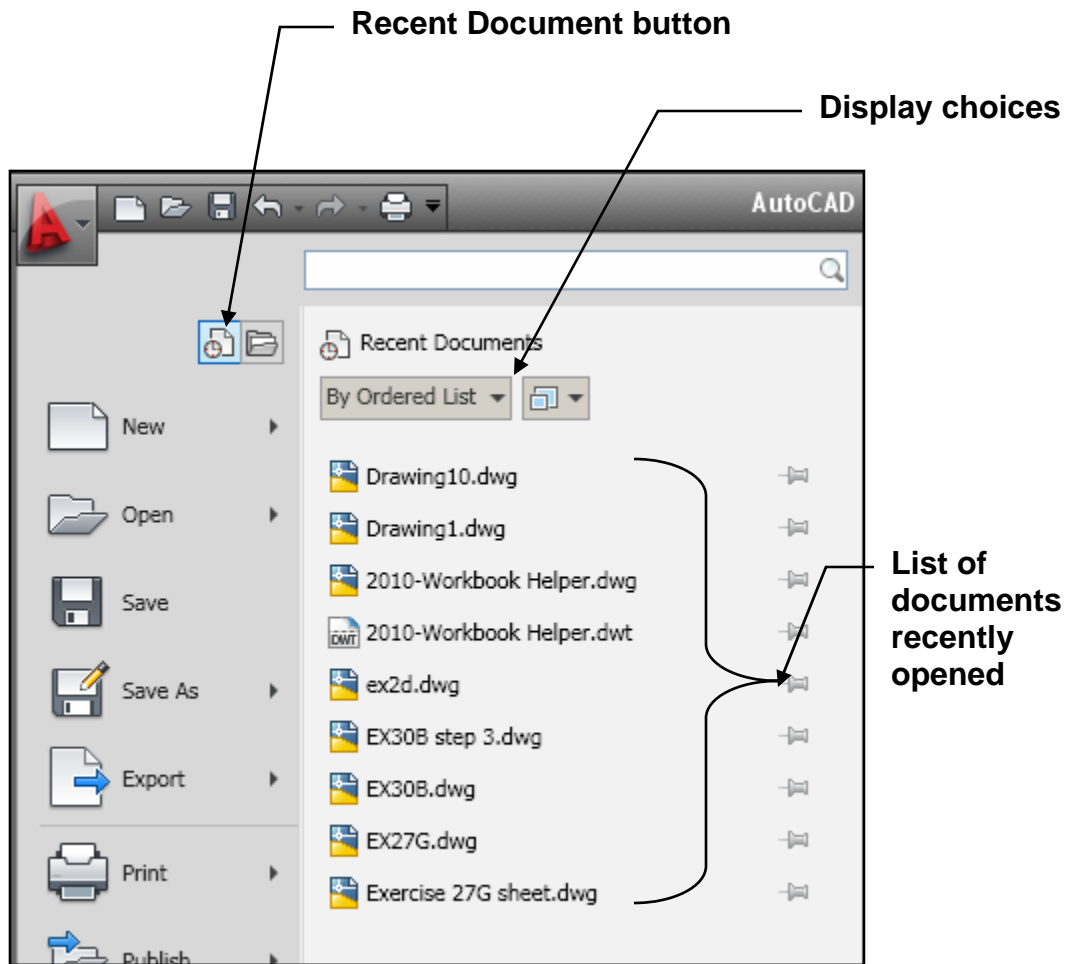 Recent Document button
Display choices
AutoCAD
Recent Documents
By Ordered List
New
Open
Save
Save As
Export
Print
Publish
Drawing10.dwg
Drawing1.dwg
2010-Workbook Helper.dwg
DWT 2010-Workbook Helper.dwt
ex2d.dwg
EX30B step 3.dwg
EX30B.dwg
EX27G.dwg
Exercise 27G sheet.dwg
List of
documents
recently
opened